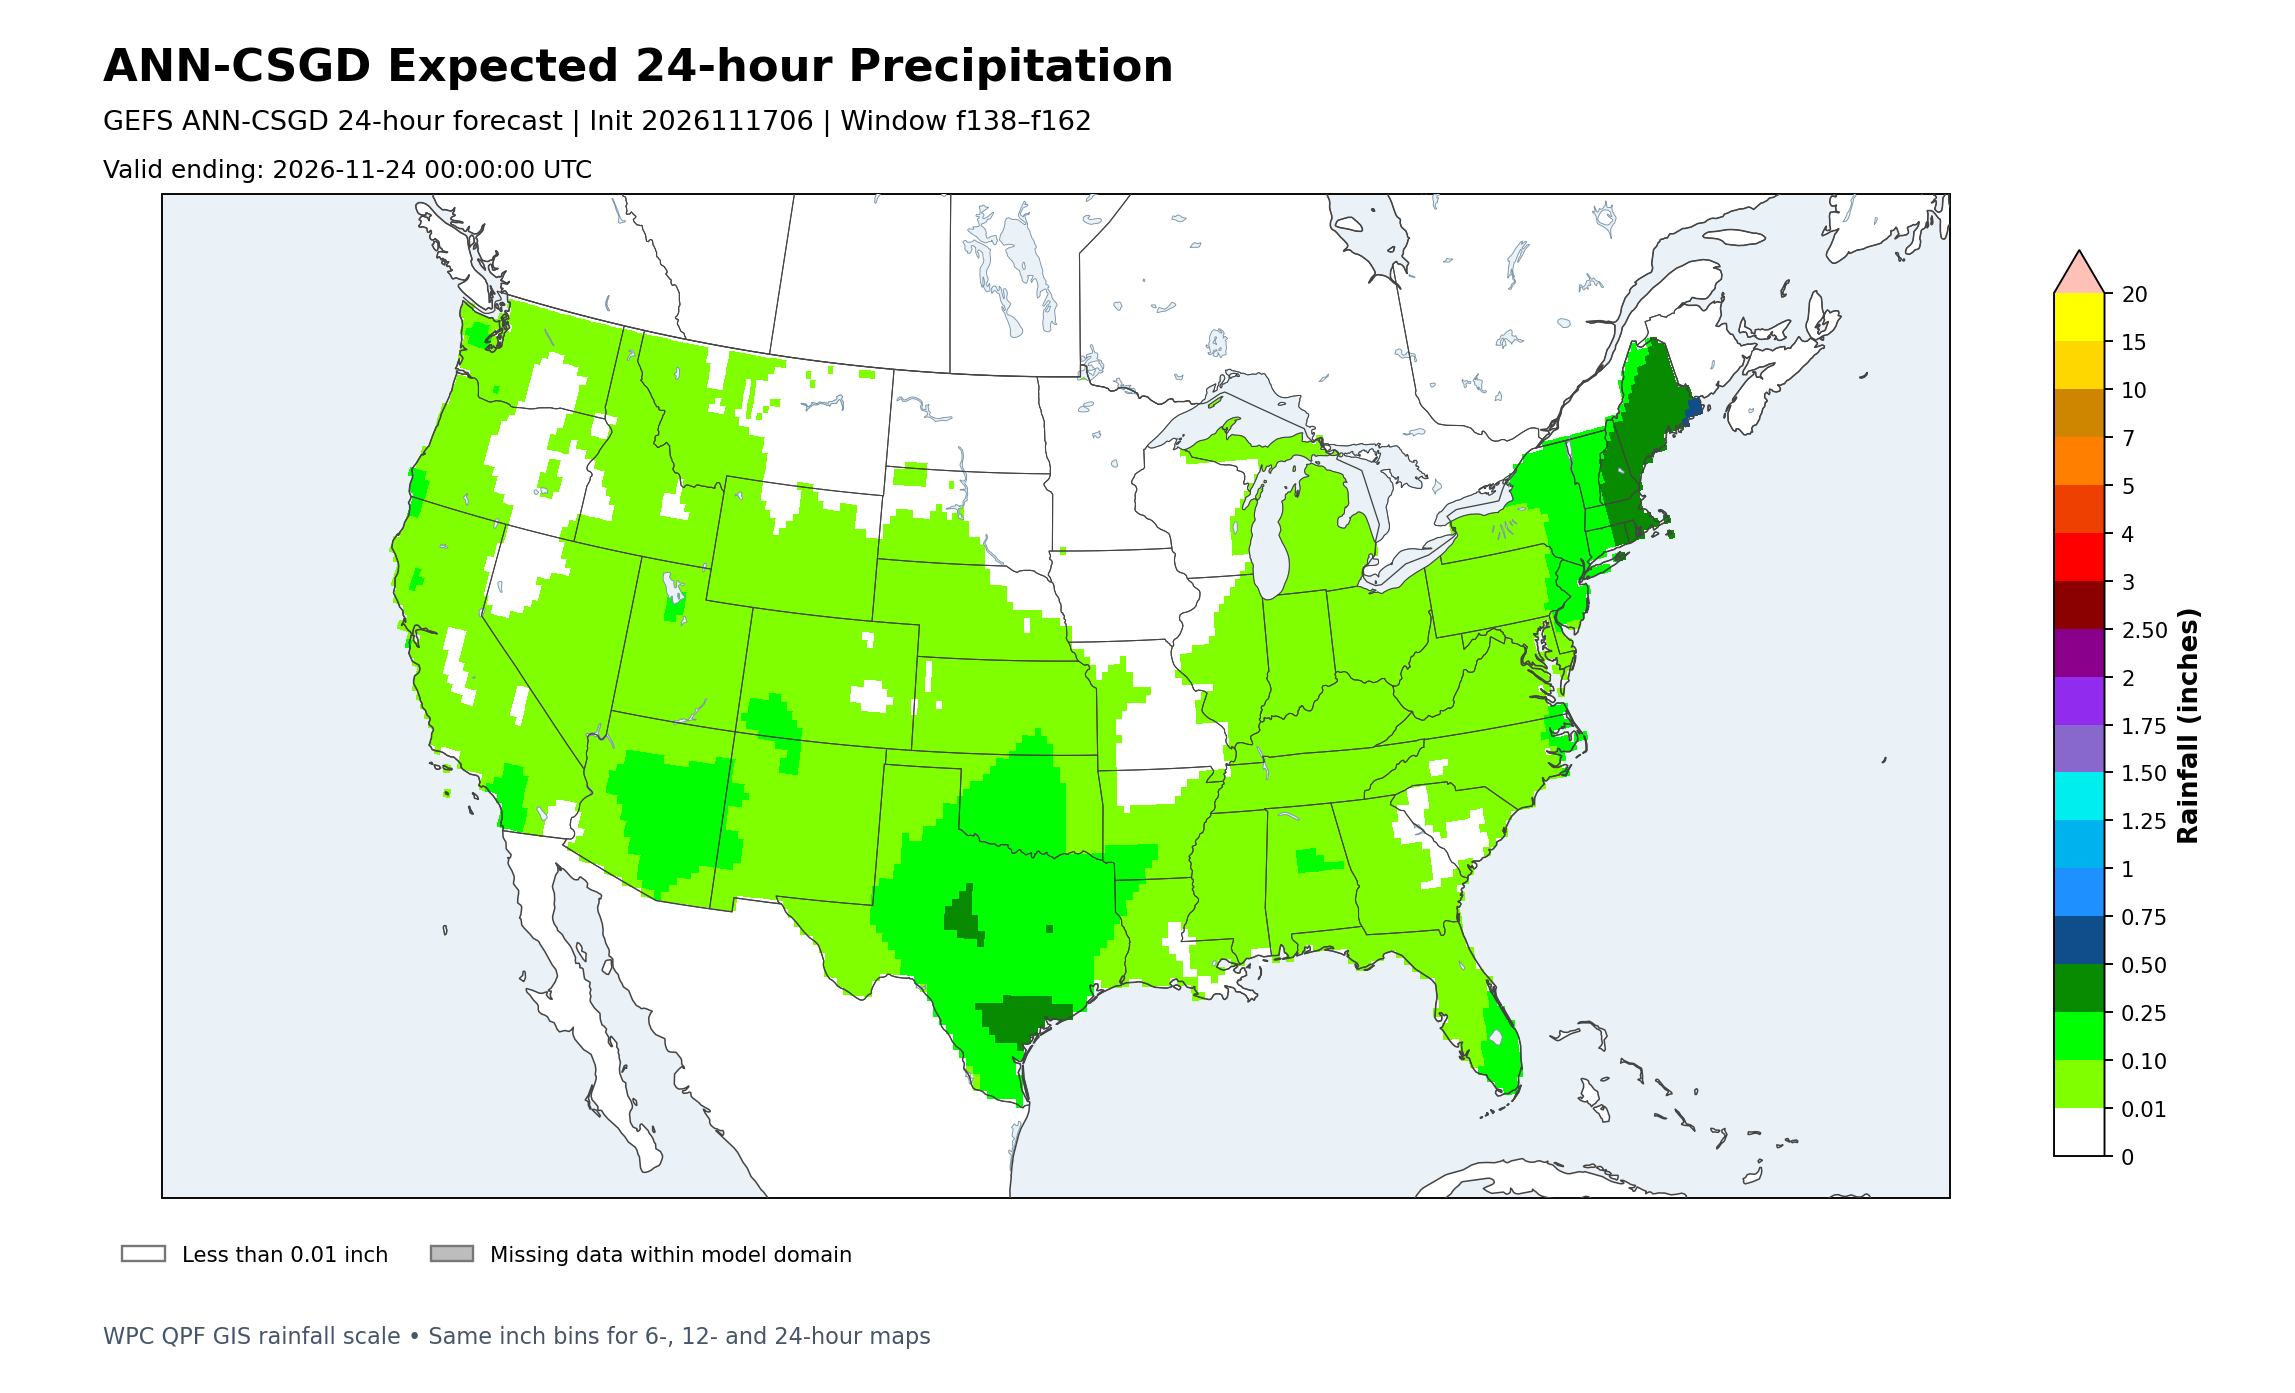 ANN-CSGD Expected 24-hour Precipitation
GEFS ANN-CSGD 24-hour forecast | Init 2026111706 | Window f138–f162
Valid ending: 2026-11-24 00:00:00 UTC
20
15
10
7
5
4
3
2.50
2
1.75
1.50
1.25
1
0.75
0.50
0.25
0.10
0.01
0
Rainfall (inches)
Less than 0.01 inch
Missing data within model domain
WPC QPF GIS rainfall scale • Same inch bins for 6-, 12- and 24-hour maps